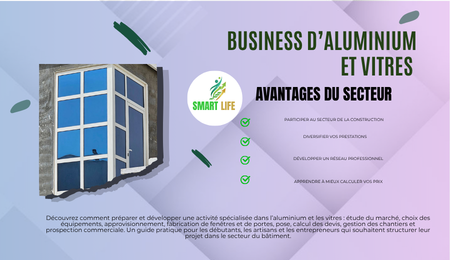 BUSINESS D'ALUMINIUM
ET VITRES
SMART LIFE
AVANTAGES DU SECTEUR
PARTICIPER AU SECTEUR DE LA CONSTRUCTION
DIVERSIFIER VOS PRESTATIONS
DÉVELOPPER UN RÉSEAU PROFESSIONNEL
APPRENDRE À MIEUX CALCULER VOS PRIX
Découvrez comment préparer et développer une activité spécialisée dans l'aluminium et les vitres : étude du marché, choix des
équipements, approvisionnement, fabrication de fenêtres et de portes, pose, calcul des devis, gestion des chantiers et
prospection commerciale. Un guide pratique pour les débutants, les artisans et les entrepreneurs qui souhaitent structurer leur
projet dans le secteur du bâtiment.